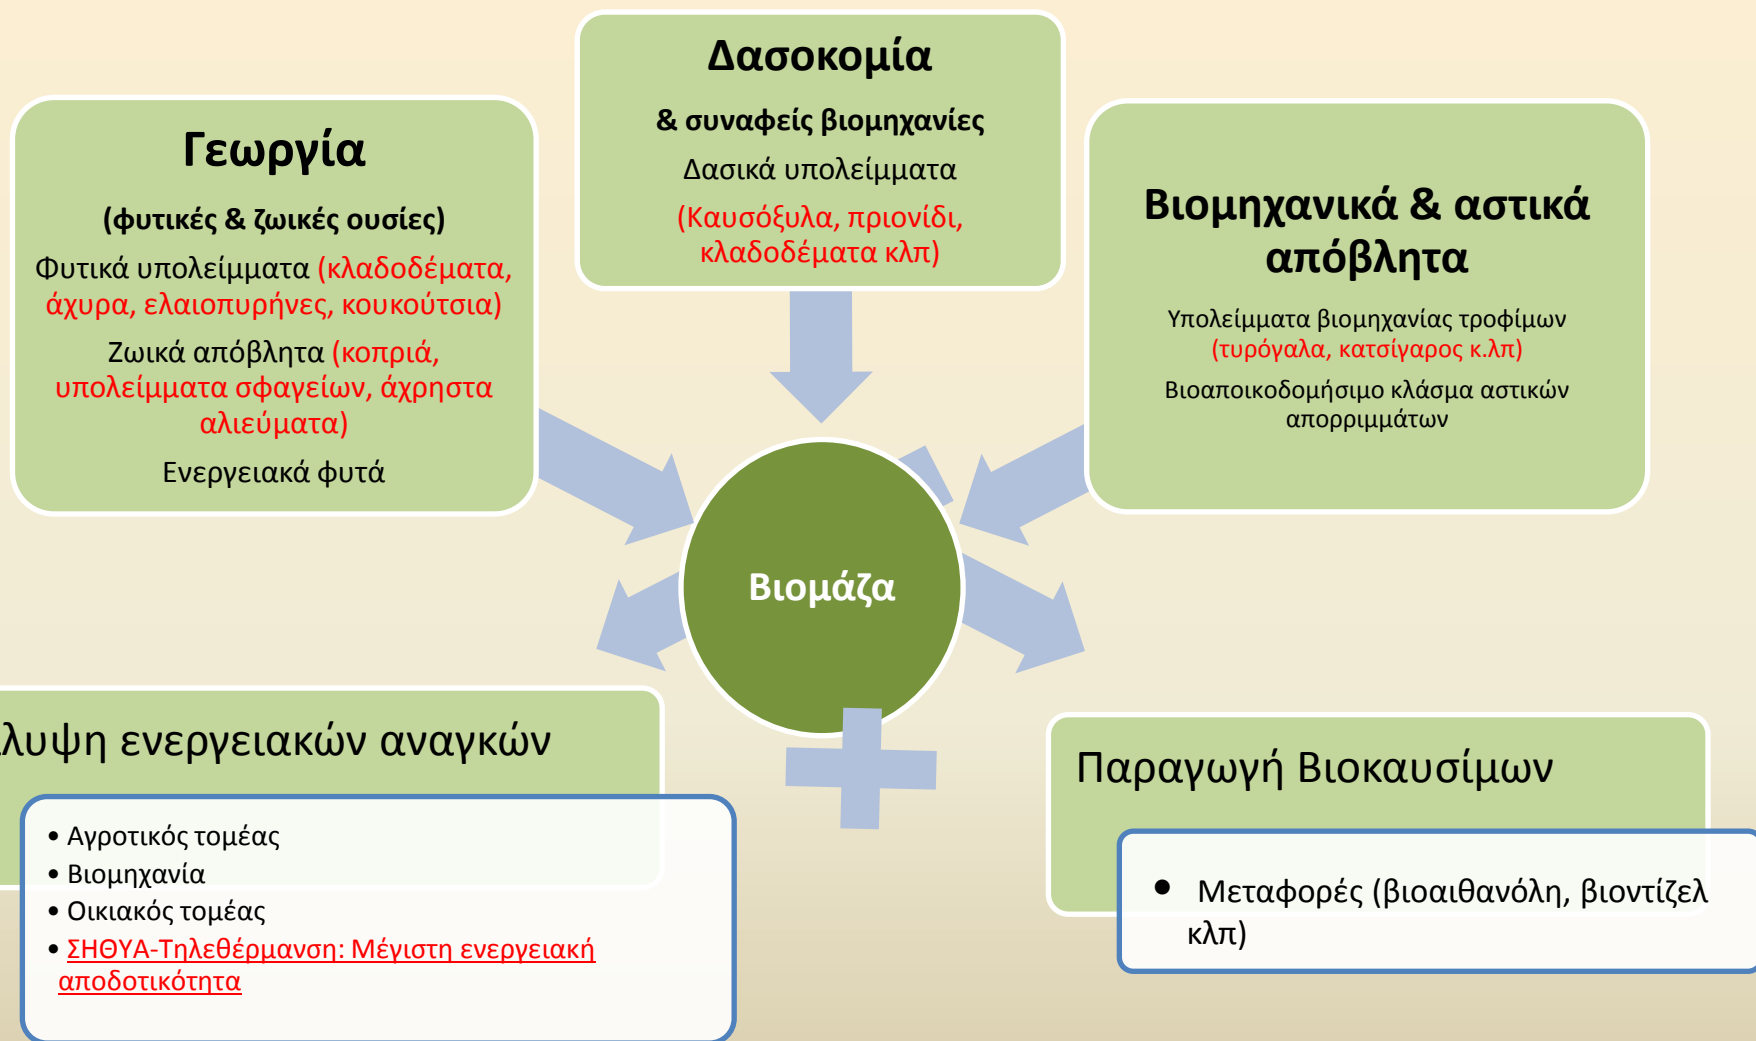 Δασοκομία
& συναφείς βιομηχανίες
Δασικά υπολείμματα
(Καυσόξυλα, πριονίδι,
κλαδοδέματα κλπ)
Γεωργία
(φυτικές & ζωικές ουσίες)
Φυτικά υπολείμματα (κλαδοδέματα,
άχυρα, ελαιοπυρήνες, κουκούτσια)
Ζωικά απόβλητα (κοπριά,
υπολείμματα σφαγείων, άχρηστα
αλιεύματα)
Ενεργειακά φυτά
Βιομηχανικά & αστικά
απόβλητα
Υπολείμματα βιομηχανίας τροφίμων
(τυρόγαλα, κατσίγαρος κ.λπ)
Βιοαποικοδομήσιμο κλάσμα αστικών
απορριμμάτων
Βιομάζα
λυψη ενεργειακών αναγκών
• Αγροτικός τομέας
• Βιομηχανία
• Οικιακός τομέας
• ΣΗΘΥΑ-Τηλεθέρμανση: Μέγιστη ενεργειακή
αποδοτικότητα
Παραγωγή Βιοκαυσίμων
• Μεταφορές (βιοαιθανόλη, βιοντίζελ
κλπ)